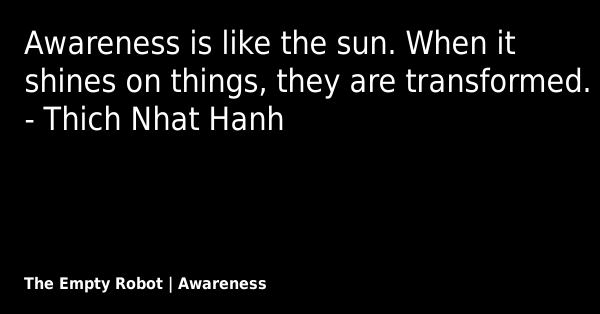 Awareness is like the sun. When it
shines on things, they are transformed.
- Thich Nhat Hanh
The Empty Robot | Awareness